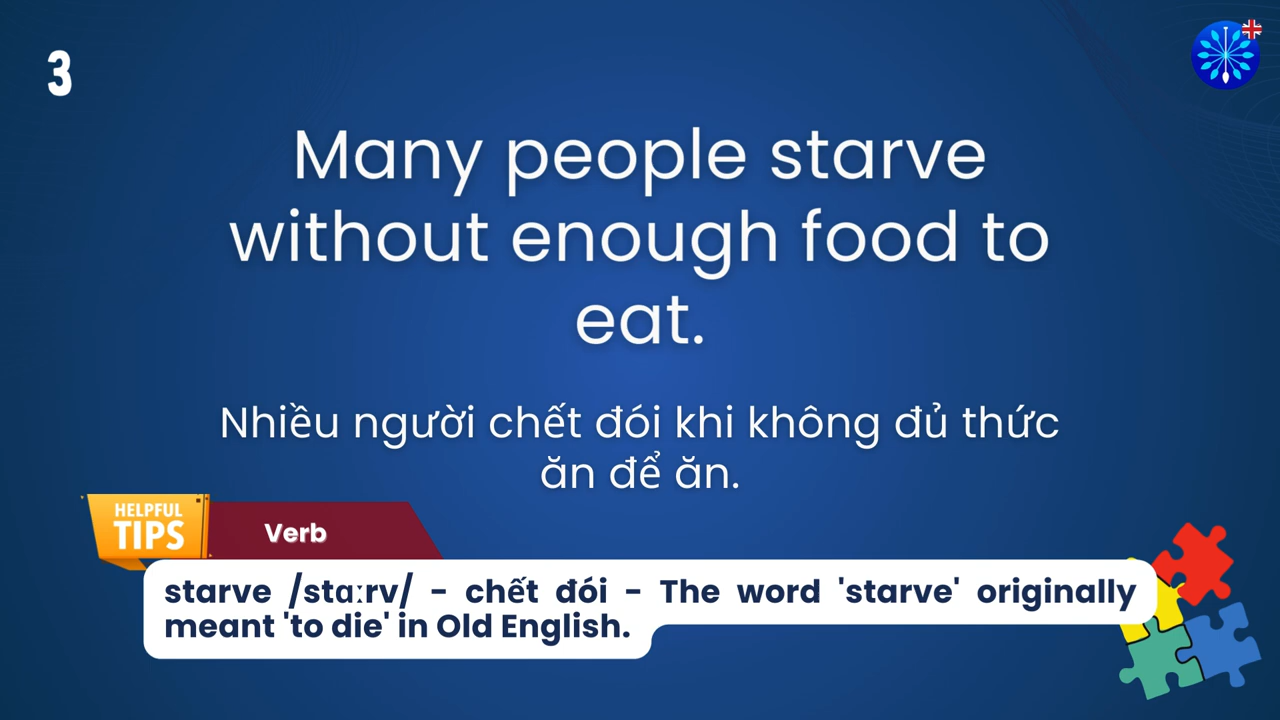 3
Many people starve
without enough food to
eat.
Nhiều người chết đói khi không đủ thức
ăn để ăn.
HELPFUL
TIPS
Verb
starve /stɑːrv/ - chết đói - The word 'starve' originally
meant 'to die' in Old English.